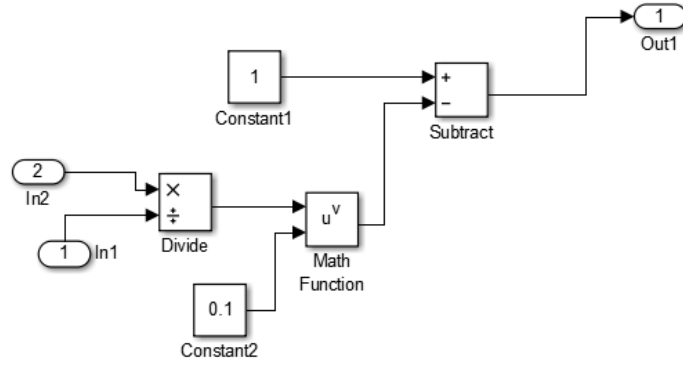 1
Out1
1
Constant1
+
−
Subtract
2
In2
×
÷
Divide
1
In1
u^v
Math
Function
0.1
Constant2